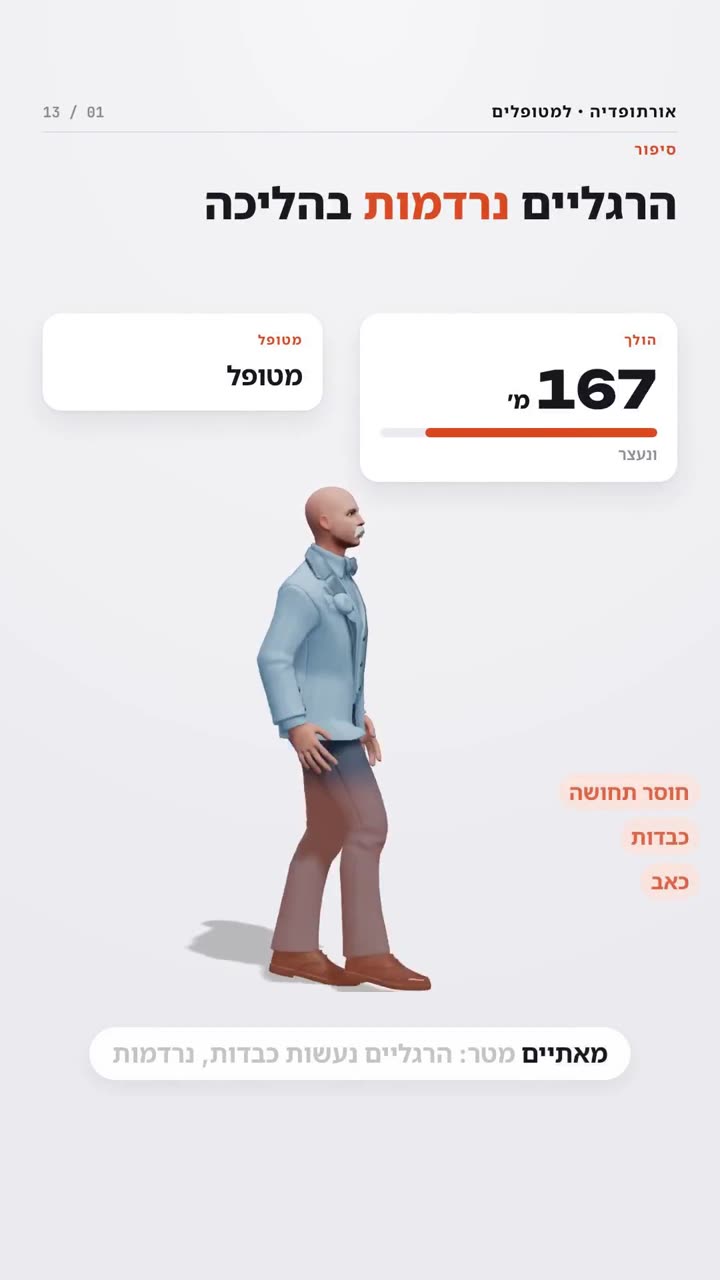 אורתופדיה • למטופלים
01 / 13
סיפור
הרגליים נרדמות בהליכה
הולך
167 מ׳
ונעצר
מטופל
מטופל
חוסר תחושה
כבדות
כאב
מאתיים מטר: הרגליים נעשות כבדות, נרדמות